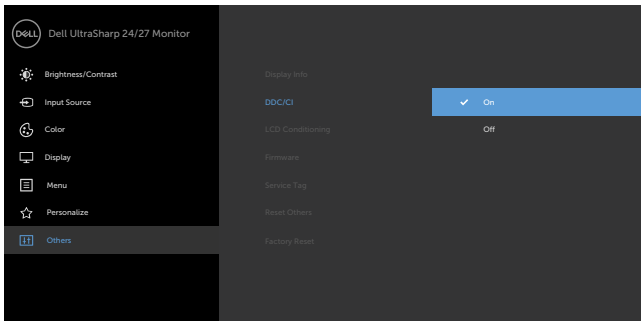 DELL
Dell UltraSharp 24/27 Monitor
Brightness/Contrast
Input Source
Color
Display
Menu
Personalize
Others
Display Info
DDC/CI
LCD Conditioning
Firmware
Service Tag
Reset Others
Factory Reset
On
Off